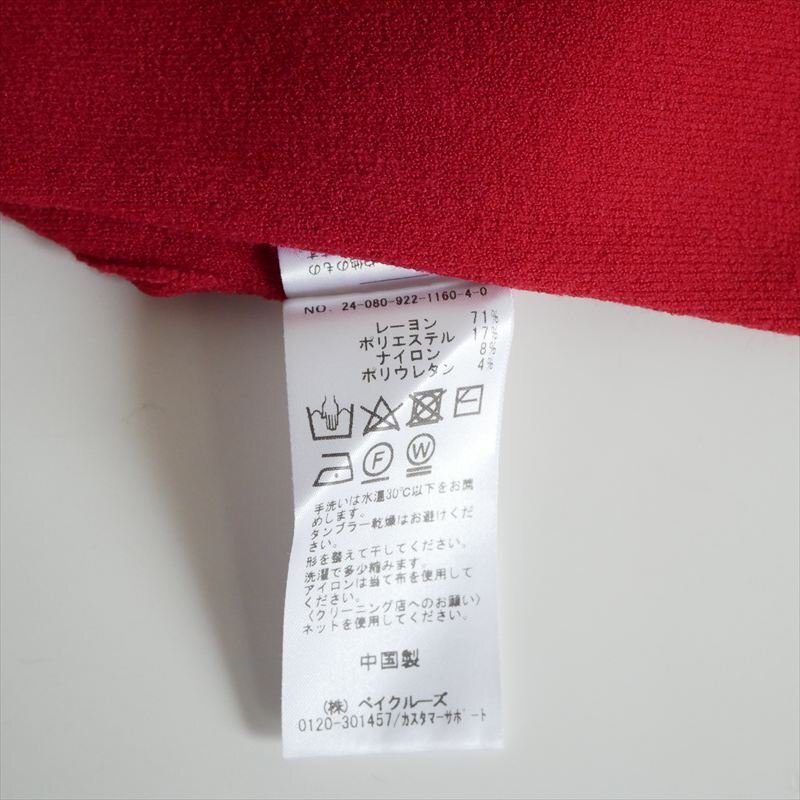 や他のもの
NO. 24-080-922-1160-4-0
レーヨン 71%
ポリエステル 17%
ナイロン 8%
ポリウレタン 4%
F W
手洗いは水温30℃以下をお薦
めします。
タンブラー乾燥はお避けくだ
さい。
形を整えて干してください。
洗濯で多少縮みます。
アイロンは当て布を使用して
ください。
〈クリーニング店へのお願い〉
ネットを使用してください。
中国製
（株）ベイクルーズ
0120-301457/カスタマーサポート